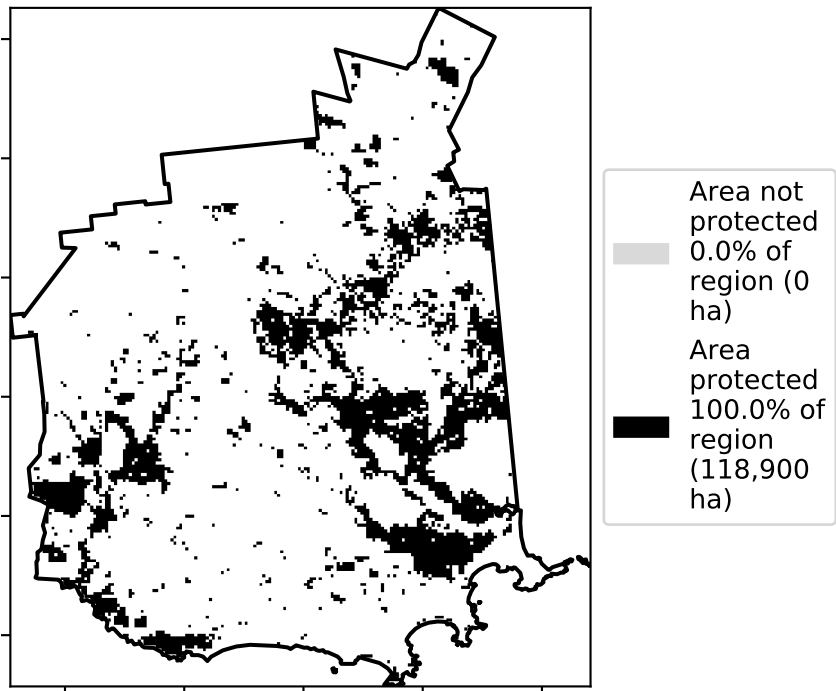 Area not
protected
0.0% of
region (0
ha)
Area
protected
100.0% of
region
(118,900
ha)